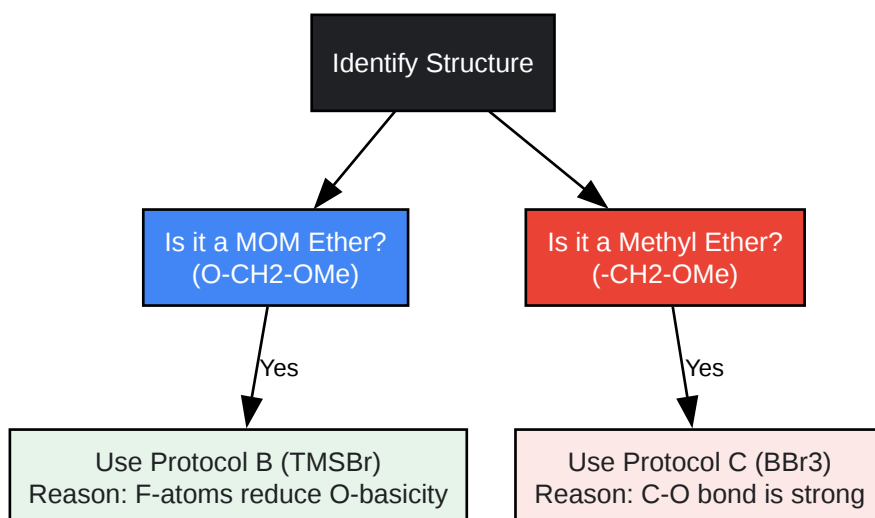 Identify Structure
Is it a MOM Ether?
(O-CH2-OMe)
Is it a Methyl Ether?
(-CH2-OMe)
Yes
Yes
Use Protocol B (TMSBr)
Reason: F-atoms reduce O-basicity
Use Protocol C (BBr3)
Reason: C-O bond is strong